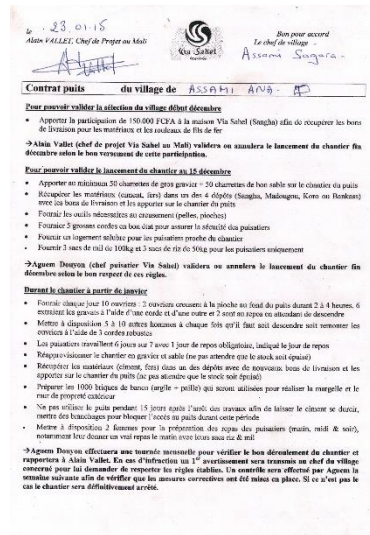 le 23-01-15
Alain VALLET, Chef de Projet au Mali
Bon pour accord
Le chef de village
Via Sahel
Assami Sagara
Contrat puits du village de ASSAMI ANA
Pour pouvoir valider la sélection du village début décembre
• Apporter la participation de 150.000 FCFA à la maison Via Sahel (Sangha) afin de récupérer les bons
de livraison pour les matériaux et les rouleaux de fils de fer
→Alain Vallet (chef de projet Via Sahel au Mali) validera ou annulera le lancement du chantier fin
décembre selon le bon versement de cette participation.
Pour pouvoir valider le lancement du chantier au 15 décembre
• Apporter au minimum 50 charrettes de gros gravier + 50 charrettes de bon sable sur le chantier du puits
• Récupérer les matériaux (ciment, fers) dans un des 4 dépôts (Sangha, Madougou, Koro ou Bankass)
avec les bons de livraison et les apporter sur le chantier du puits
• Fournir les outils nécessaires au creusement (pelles, pioches)
• Fournir 5 grosses cordes en bon état pour assurer la sécurité des puisatiers
• Fournir un logement salubre pour les puisatiers proche du chantier
• Fournir 3 sacs de mil de 100kg et 3 sacs de riz de 50kg pour les puisatiers uniquement
→Aguem Douyon (chef puisatier Via Sahel) validera ou annulera le lancement du chantier fin
décembre selon le bon respect de ces règles.
Durant le chantier à partir de janvier
• Fournir chaque jour 10 ouvriers : 2 ouvriers creusent à la pioche au fond du puits durant 2 à 4 heures, 6
extraient les gravats à l'aide d'une corde et d'une outre et 2 sont au repos en attendant de descendre
• Mettre à disposition 5 à 10 autres hommes à chaque fois qu'il faut soit descendre soit remonter les
ouvriers à l'aide de 3 cordes robustes
• Les puisatiers travaillent 6 jours sur 7 avec 1 jour de repos obligatoire, indiqué le jour de repos
• Réapprovisionner le chantier en gravier et sable (ne pas attendre que le stock soit épuisé)
• Récupérer les matériaux (ciment, fers) dans un des dépôts avec de nouveaux bons de livraison et les
apporter sur le chantier du puits (ne pas attendre que le stock soit épuisé)
• Préparer les 1000 briques de banco (argile + paille) qui seront utilisées pour réaliser la margelle et le
mur de propreté extérieur
• Ne pas utiliser le puits pendant 15 jours après l'arrêt des travaux afin de laisser le ciment se durcir,
mettre des branchages pour bloquer l'accès au puits durant cette période
• Mettre à disposition 2 femmes pour la préparation des repas des puisatiers (matin, midi & soir),
notamment leur donner un vrai repas le matin avec leurs sacs riz & mil
→Aguem Douyon effectuera une tournée mensuelle pour vérifier le bon déroulement du chantier et
rapportera à Alain Vallet. En cas d'infraction un 1er avertissement sera transmis au chef du village
concerné pour lui demander de respecter les règles établies. Un contrôle sera effectué par Aguem la
semaine suivante afin de vérifier que les mesures correctives ont été mises en place. Si ce n'est pas le
cas le chantier sera définitivement arrêté.